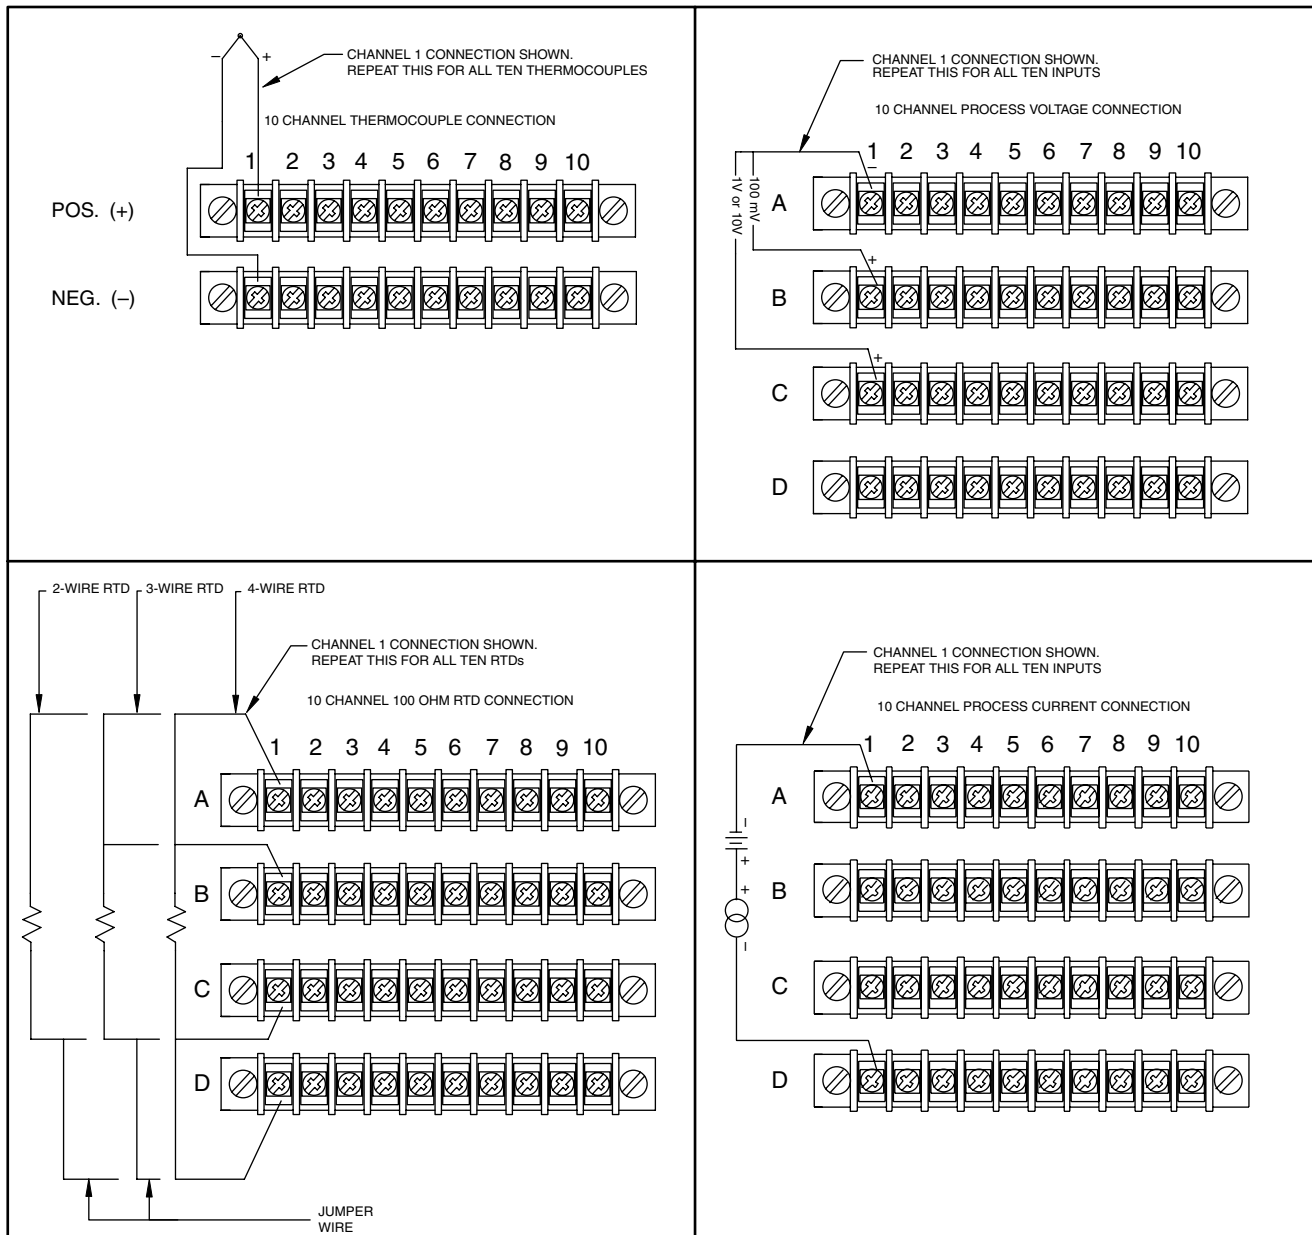 – +
CHANNEL 1 CONNECTION SHOWN.
REPEAT THIS FOR ALL TEN THERMOCOUPLES
10 CHANNEL THERMOCOUPLE CONNECTION
1 2 3 4 5 6 7 8 9 10
POS. (+)
NEG. (–)
CHANNEL 1 CONNECTION SHOWN.
REPEAT THIS FOR ALL TEN INPUTS
10 CHANNEL PROCESS VOLTAGE CONNECTION
1 2 3 4 5 6 7 8 9 10
–
1V or 10V
100 mV
A
+
B
+
C
D
2-WIRE RTD 3-WIRE RTD 4-WIRE RTD
CHANNEL 1 CONNECTION SHOWN.
REPEAT THIS FOR ALL TEN RTDs
10 CHANNEL 100 OHM RTD CONNECTION
1 2 3 4 5 6 7 8 9 10
A
B
C
D
JUMPER
WIRE
CHANNEL 1 CONNECTION SHOWN.
REPEAT THIS FOR ALL TEN INPUTS
10 CHANNEL PROCESS CURRENT CONNECTION
1 2 3 4 5 6 7 8 9 10
A
–
+
+
B
–
C
D